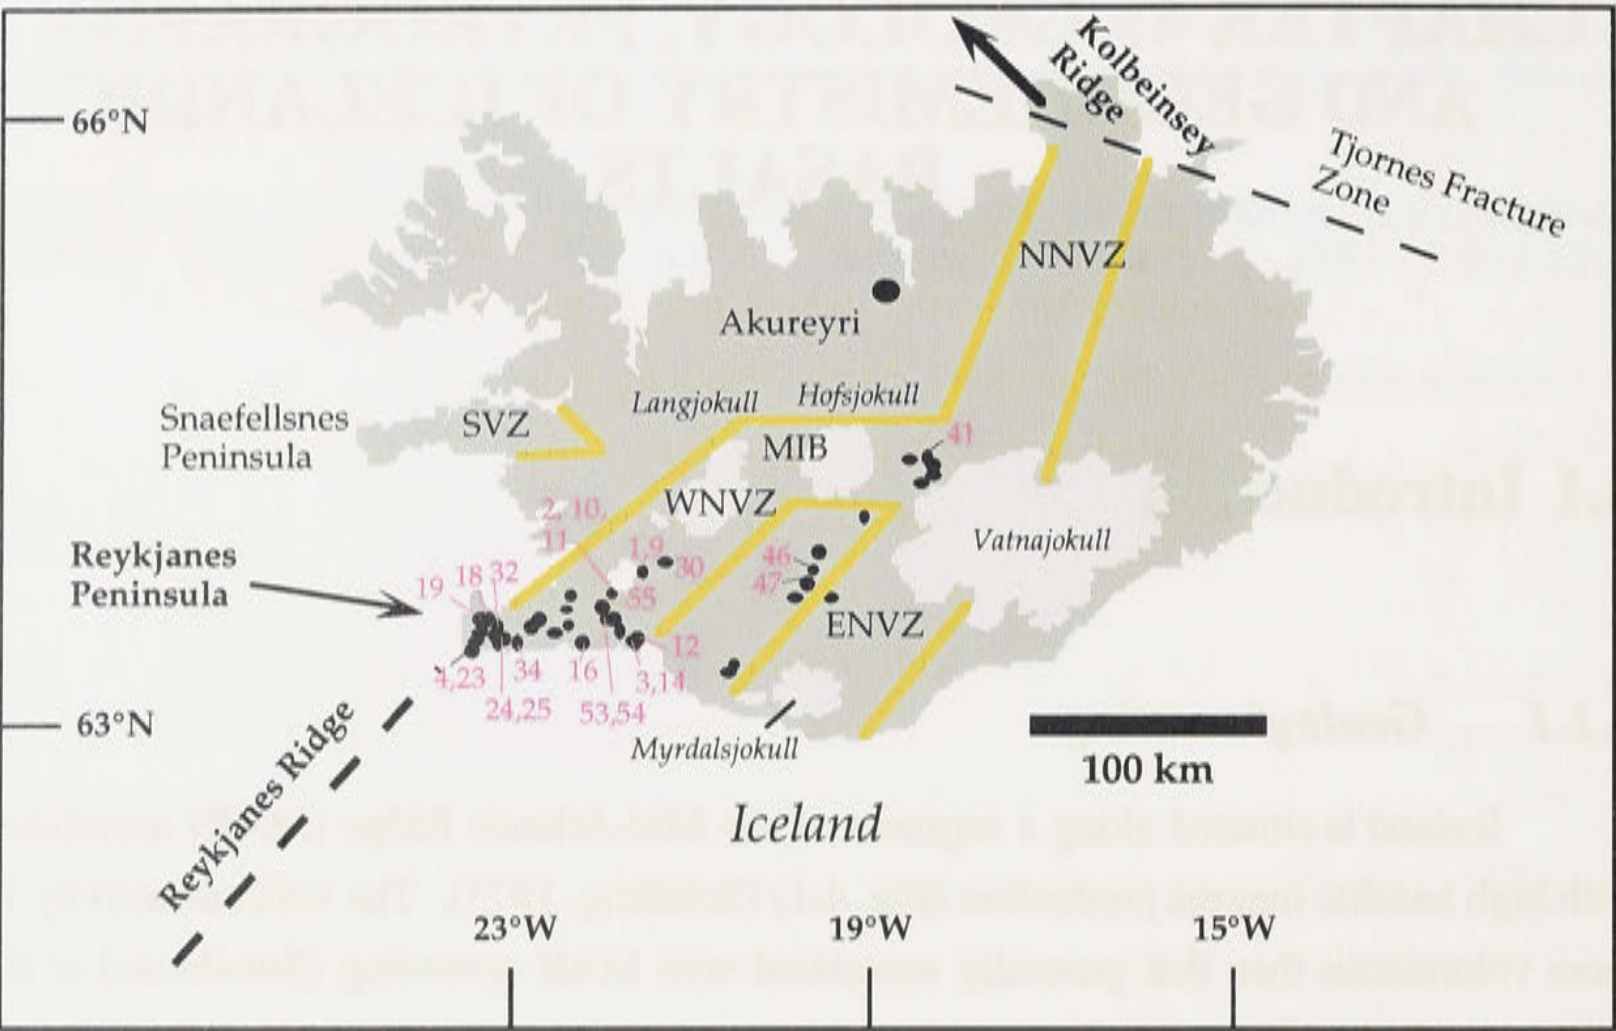 Kolbeinsey
Ridge
66°N
Tjornes Fracture
Zone
NNVZ
Akureyri
Langjokull
Hofsjokull
Snaefellsnes
Peninsula
SVZ
MIB
41
WNVZ
2, 10,
11
Vatnajokull
Reykjanes
Peninsula
1,9
30
46
47
19
18
32
55
ENVZ
12
4,23
34
16
3,14
24,25
53,54
63°N
Myrdalsjokull
100 km
Reykjanes Ridge
Iceland
23°W
19°W
15°W